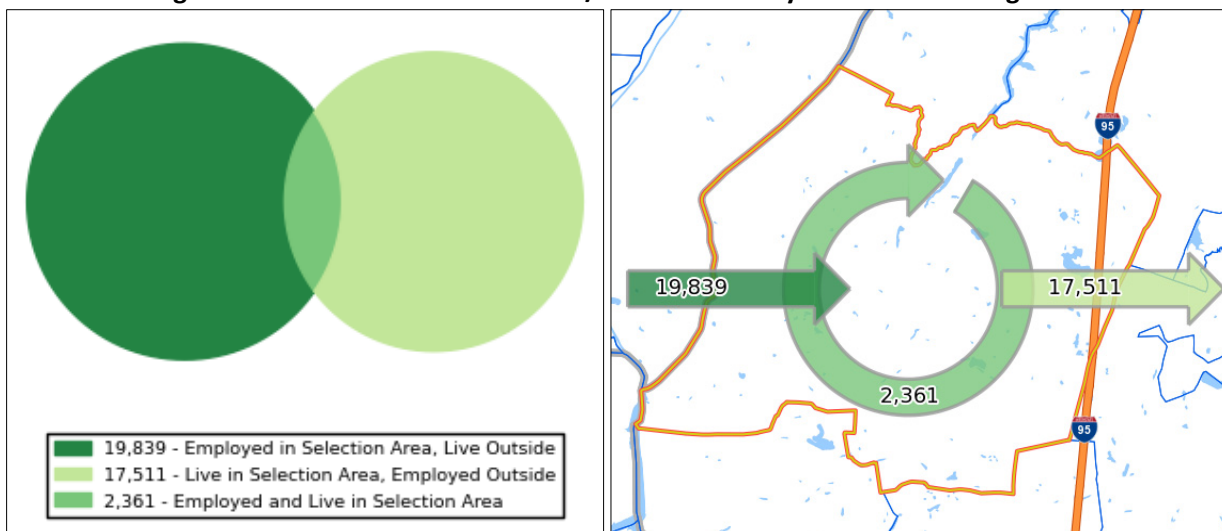 19,839 - Employed in Selection Area, Live Outside
17,511 - Live in Selection Area, Employed Outside
2,361 - Employed and Live in Selection Area
95
19,839
17,511
2,361
95